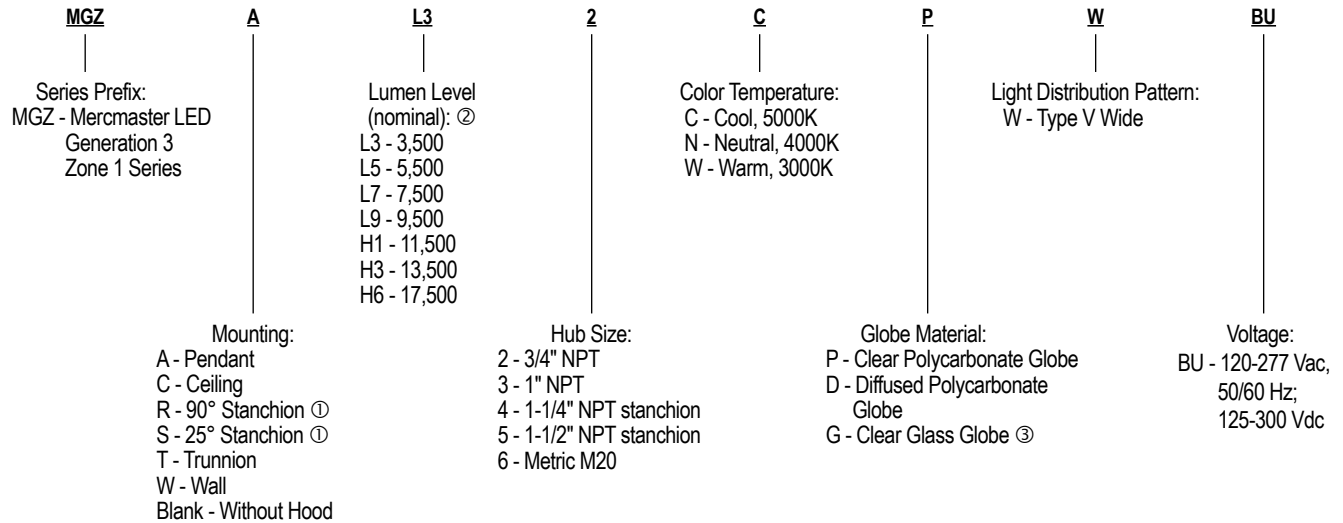 MGZ A L3 2 C P W BU
Series Prefix:
MGZ - Mercmaster LED
Generation 3
Zone 1 Series
Lumen Level
(nominal): ②
L3 - 3,500
L5 - 5,500
L7 - 7,500
L9 - 9,500
H1 - 11,500
H3 - 13,500
H6 - 17,500
Color Temperature:
C - Cool, 5000K
N - Neutral, 4000K
W - Warm, 3000K
Light Distribution Pattern:
W - Type V Wide
Mounting:
A - Pendant
C - Ceiling
R - 90° Stanchion ①
S - 25° Stanchion ①
T - Trunnion
W - Wall
Blank - Without Hood
Hub Size:
2 - 3/4" NPT
3 - 1" NPT
4 - 1-1/4" NPT stanchion
5 - 1-1/2" NPT stanchion
6 - Metric M20
Globe Material:
P - Clear Polycarbonate Globe
D - Diffused Polycarbonate
Globe
G - Clear Glass Globe ③
Voltage:
BU - 120-277 Vac,
50/60 Hz;
125-300 Vdc